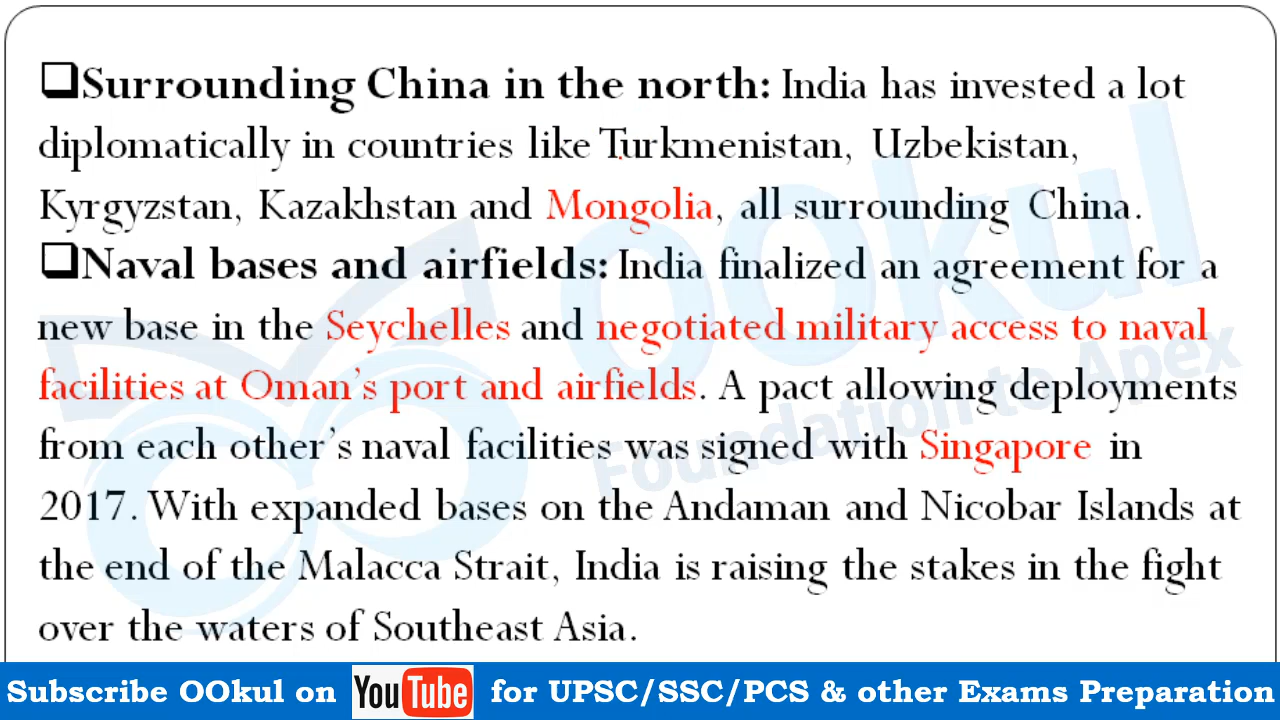 ❑Surrounding China in the north: India has invested a lot
diplomatically in countries like Turkmenistan, Uzbekistan,
Kyrgyzstan, Kazakhstan and Mongolia, all surrounding China.
❑Naval bases and airfields: India finalized an agreement for a
new base in the Seychelles and negotiated military access to naval
facilities at Oman's port and airfields. A pact allowing deployments
from each other's naval facilities was signed with Singapore in
2017. With expanded bases on the Andaman and Nicobar Islands at
the end of the Malacca Strait, India is raising the stakes in the fight
over the waters of Southeast Asia.
OOkul
Foundation to Apex
Subscribe OOkul on YouTube for UPSC/SSC/PCS & other Exams Preparation